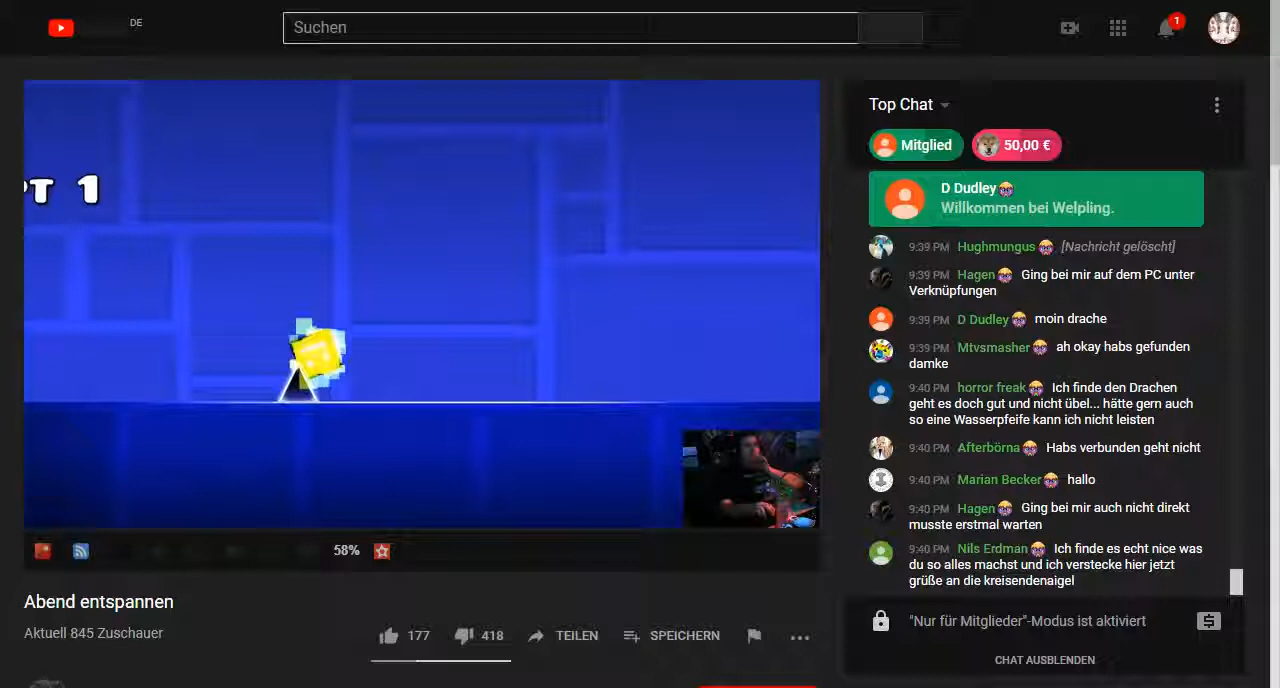 DE
Suchen
1
T 1
58%
Abend entspannen
Aktuell 845 Zuschauer
177
418
TEILEN
SPEICHERN
Top Chat
Mitglied
50,00 €
D Dudley
Willkommen bei Welpling.
9:39 PM Hughmungus [Nachricht gelöscht]
9:39 PM Hagen Ging bei mir auf dem PC unter
Verknüpfungen
9:39 PM D Dudley moin drache
9:39 PM Mtvsmasher ah okay habs gefunden
damke
9:40 PM horror freak Ich finde den Drachen
geht es doch gut und nicht übel... hätte gern auch
so eine Wasserpfeife kann ich nicht leisten
9:40 PM Afterbörna Habs verbunden geht nicht
9:40 PM Marian Becker hallo
9:40 PM Hagen Ging bei mir auch nicht direkt
musste erstmal warten
9:40 PM Nils Erdman Ich finde es echt nice was
du so alles machst und ich verstecke hier jetzt
grüße an die kreisendenaigel
"Nur für Mitglieder"-Modus ist aktiviert
CHAT AUSBLENDEN